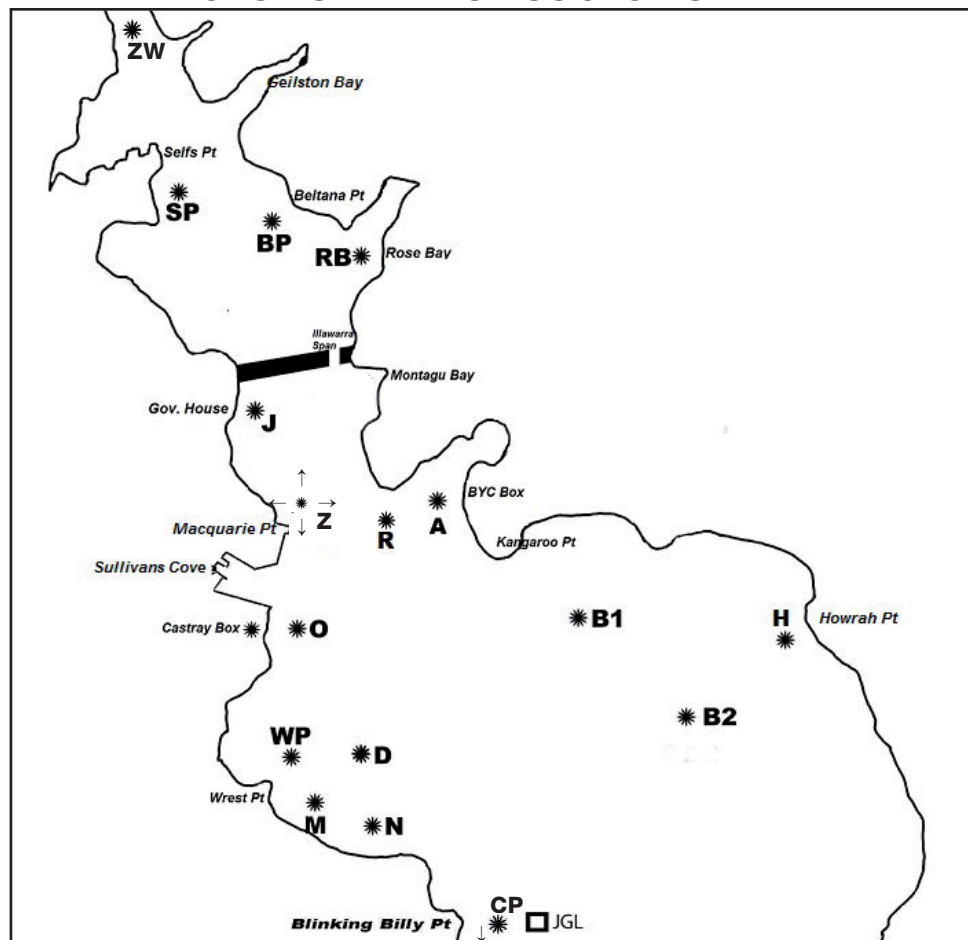 ZW
Geilston Bay
Selfs Pt
SP
Beltana Pt
BP
RB
Rose Bay
Illawarra
Span
Montagu Bay
Gov. House
J
BYC Box
Z
A
Macquarie Pt
R
Kangaroo Pt
Sullivans Cove
Castray Box
O
B1
H
Howrah Pt
B2
WP
D
Wrest Pt
M
N
CP
Blinking Billy Pt
JGL